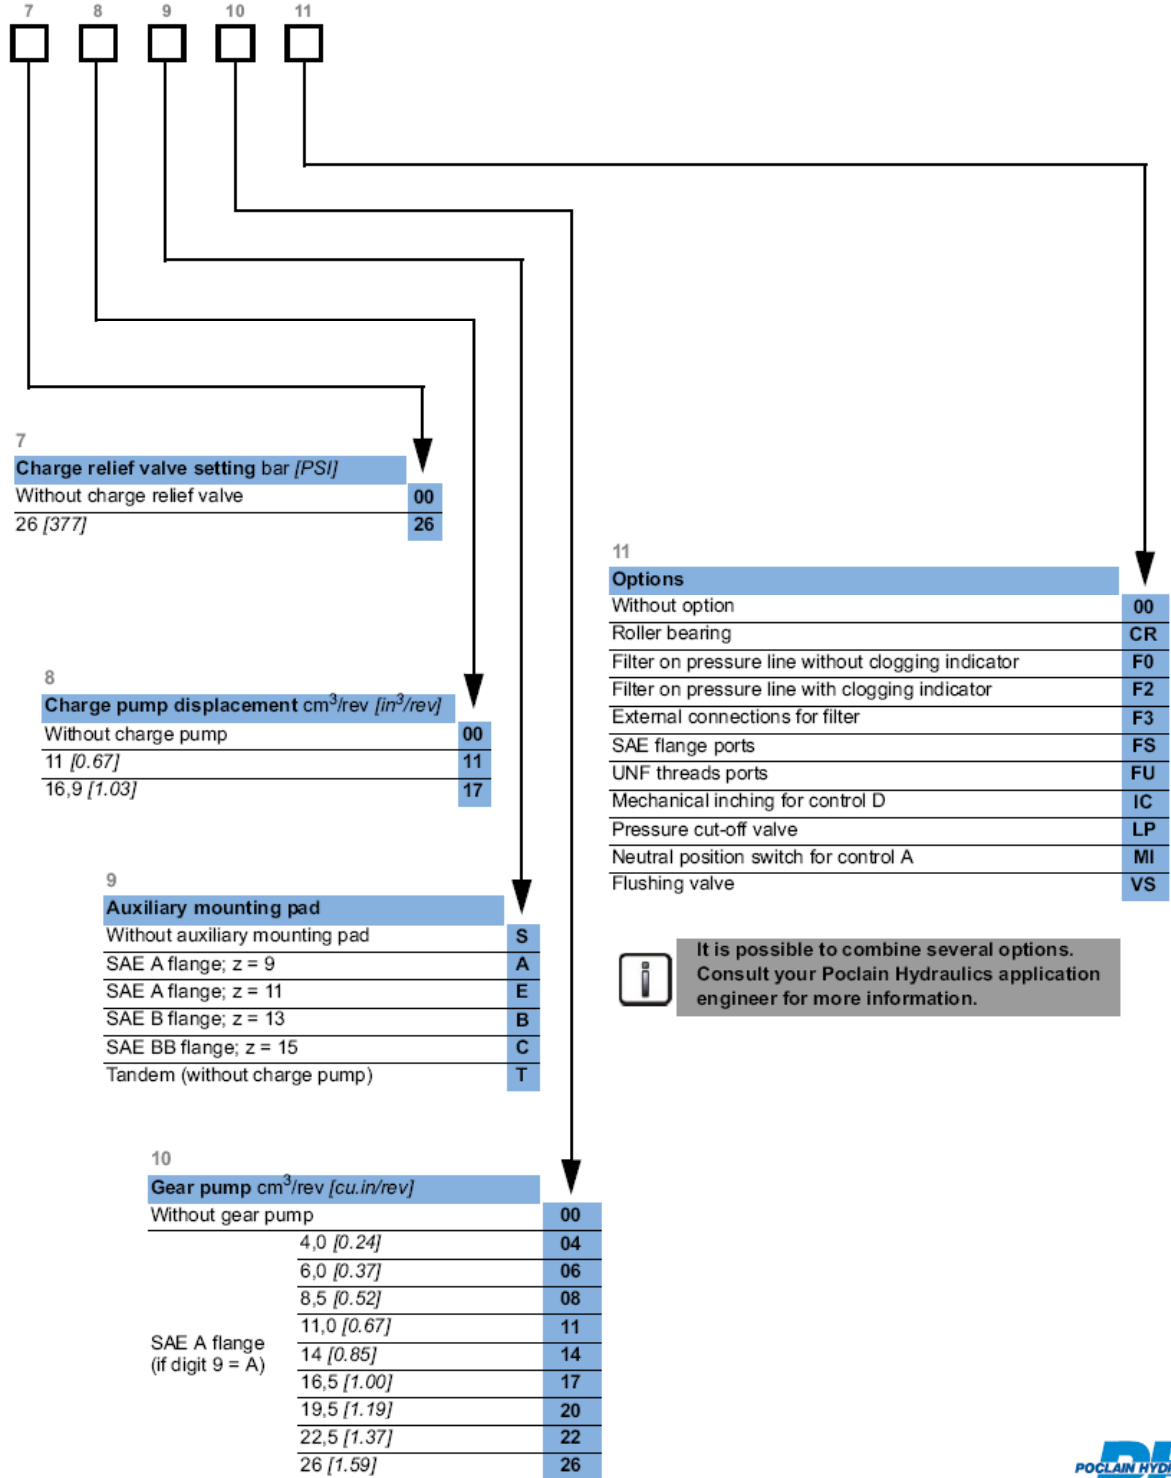 7 8 9 10 11
7
Charge relief valve setting bar [PSI]
Without charge relief valve 00
26 [377] 26
11
Options
Without option 00
Roller bearing CR
Filter on pressure line without clogging indicator F0
Filter on pressure line with clogging indicator F2
External connections for filter F3
SAE flange ports FS
UNF threads ports FU
Mechanical inching for control D IC
Pressure cut-off valve LP
Neutral position switch for control A MI
Flushing valve VS
8
Charge pump displacement cm³/rev [in³/rev]
Without charge pump 00
11 [0.67] 11
16,9 [1.03] 17
9
Auxiliary mounting pad
Without auxiliary mounting pad S
SAE A flange; z = 9 A
SAE A flange; z = 11 E
SAE B flange; z = 13 B
SAE BB flange; z = 15 C
Tandem (without charge pump) T
i
It is possible to combine several options.
Consult your Poclain Hydraulics application
engineer for more information.
10
Gear pump cm³/rev [cu.in/rev]
Without gear pump 00
SAE A flange
(if digit 9 = A)
4,0 [0.24] 04
6,0 [0.37] 06
8,5 [0.52] 08
11,0 [0.67] 11
14 [0.85] 14
16,5 [1.00] 17
19,5 [1.19] 20
22,5 [1.37] 22
26 [1.59] 26
POCLAIN